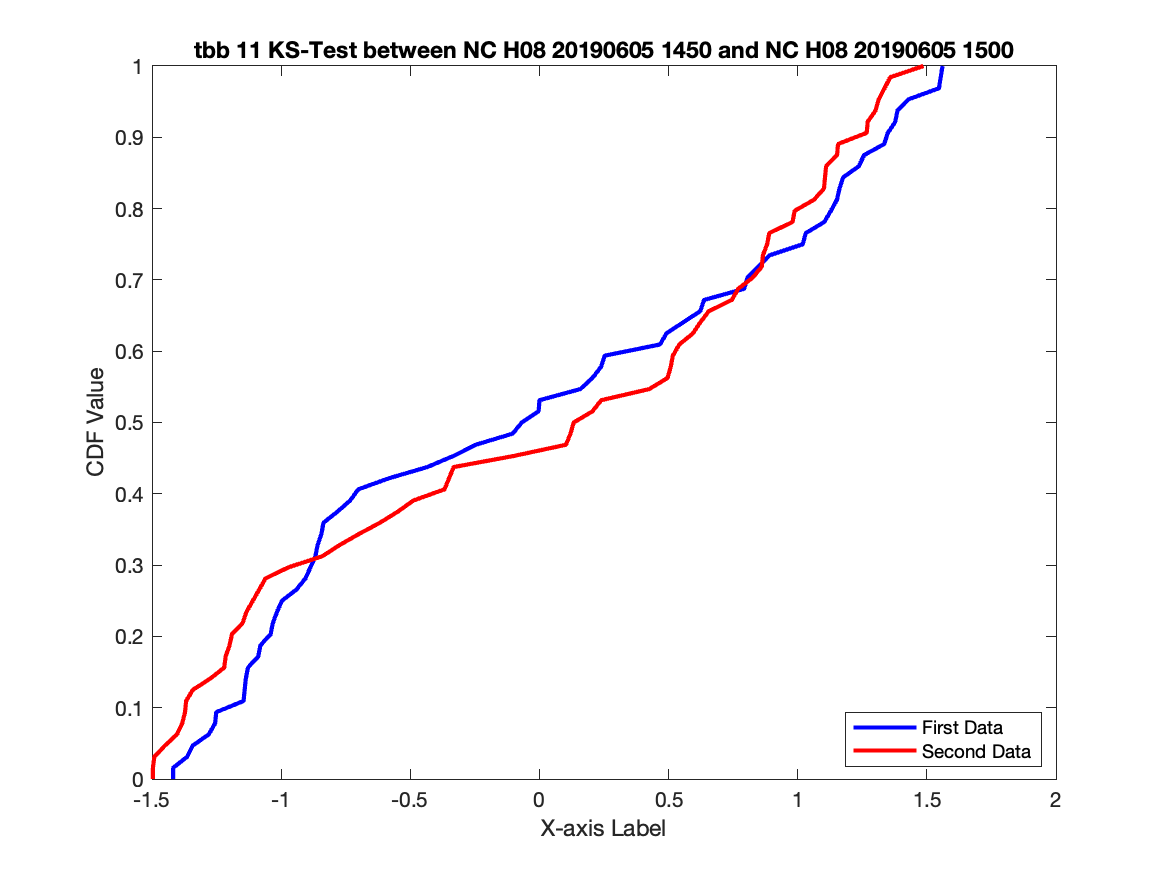 tbb 11 KS-Test between NC H08 20190605 1450 and NC H08 20190605 1500
1
0.9
0.8
0.7
0.6
0.5
0.4
0.3
0.2
0.1
0
CDF Value
First Data
Second Data
-1.5 -1 -0.5 0 0.5 1 1.5 2
X-axis Label